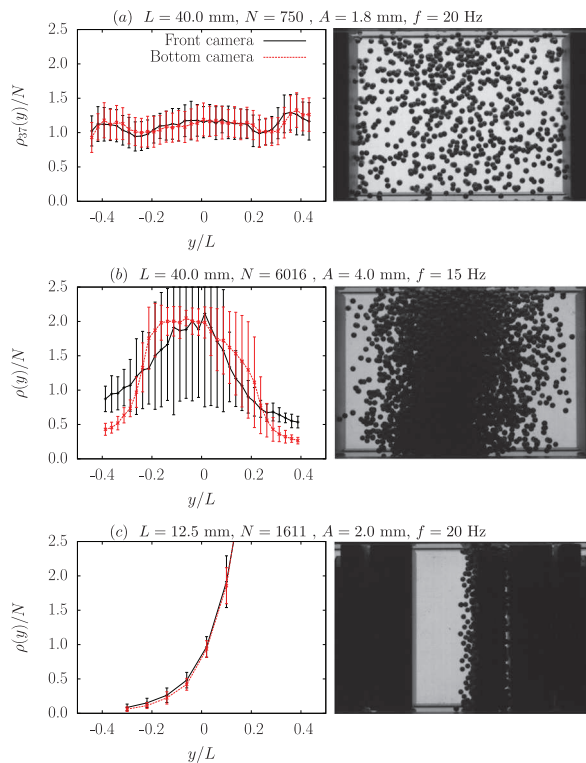 (a) L = 40.0 mm, N = 750 , A = 1.8 mm, f = 20 Hz
Front camera
Bottom camera
ρ37(y)/N
2.5
2.0
1.5
1.0
0.5
0.0
-0.4 -0.2 0 0.2 0.4
y/L
(b) L = 40.0 mm, N = 6016 , A = 4.0 mm, f = 15 Hz
ρ(y)/N
2.5
2.0
1.5
1.0
0.5
0.0
-0.4 -0.2 0 0.2 0.4
y/L
(c) L = 12.5 mm, N = 1611 , A = 2.0 mm, f = 20 Hz
ρ(y)/N
2.5
2.0
1.5
1.0
0.5
0.0
-0.4 -0.2 0 0.2 0.4
y/L